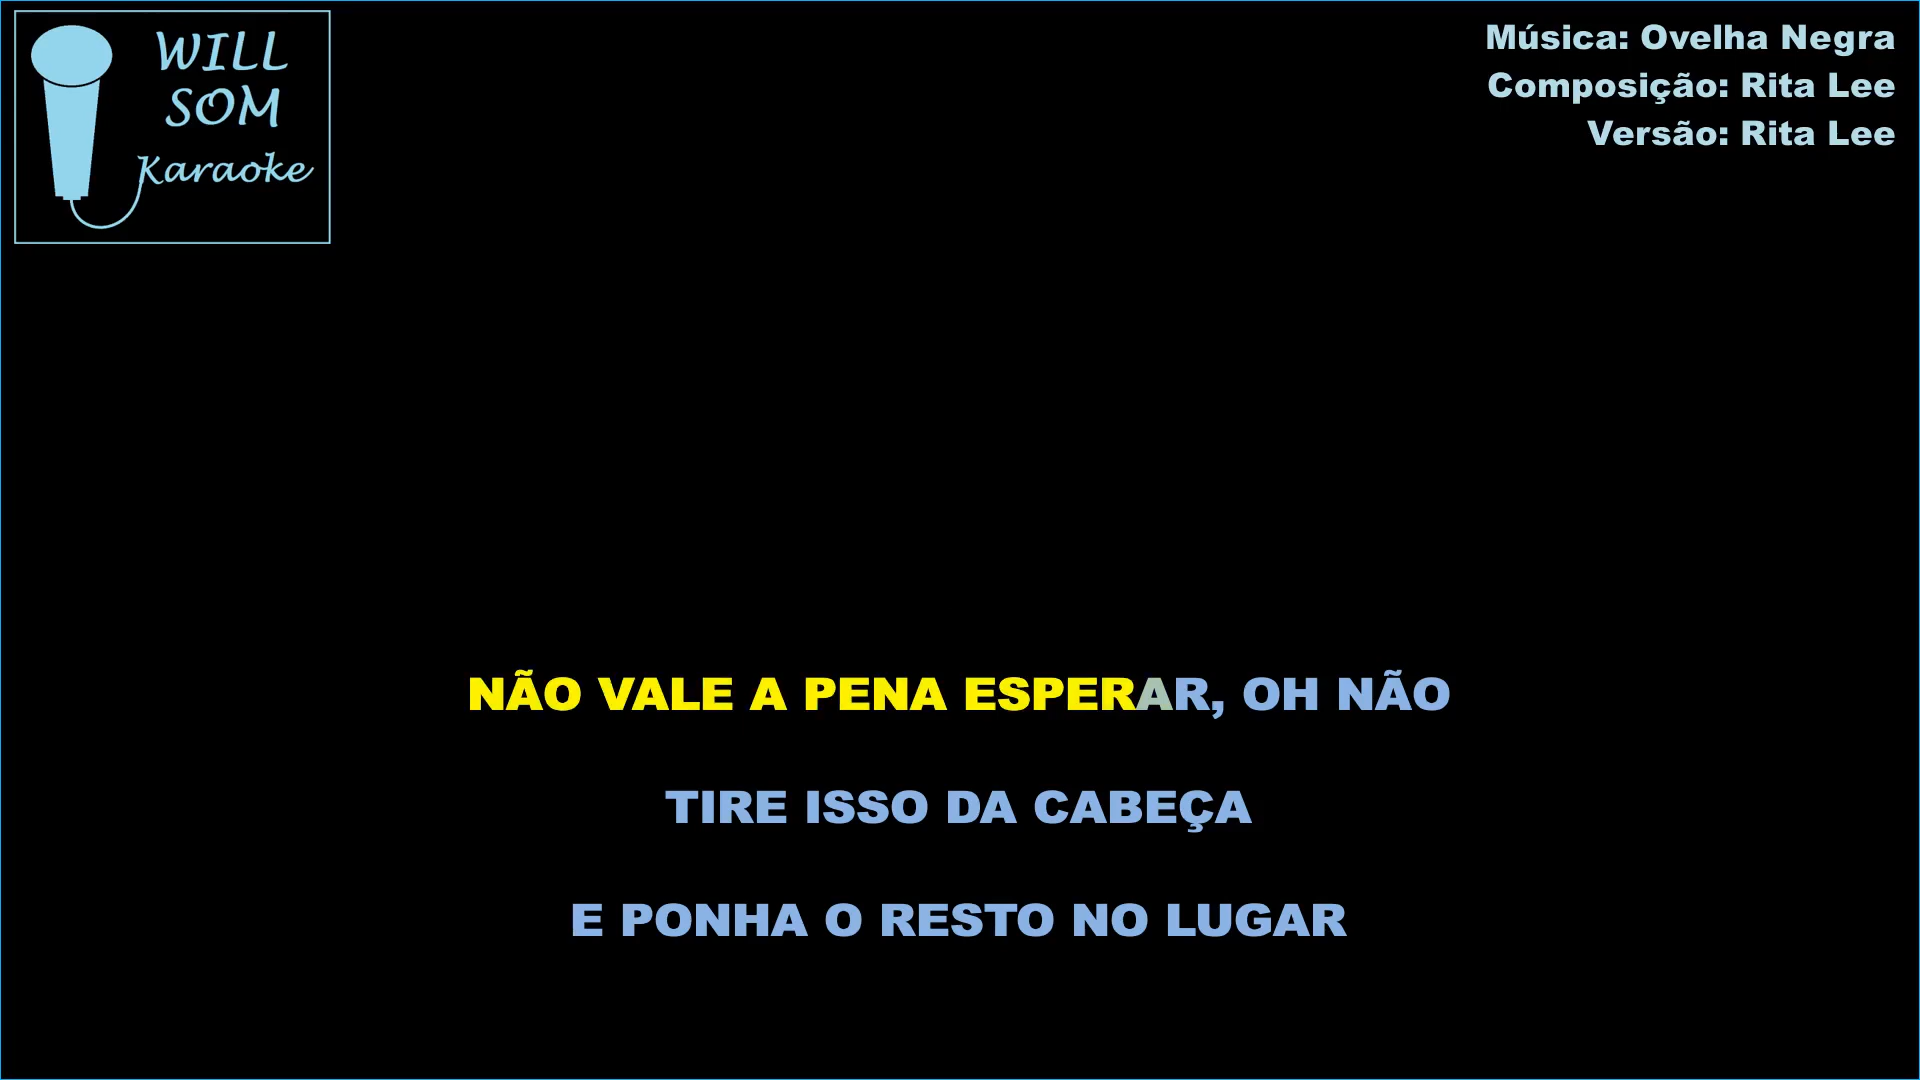 WILL
SOM
Karaoke
Música: Ovelha Negra
Composição: Rita Lee
Versão: Rita Lee
NÃO VALE A PENA ESPERAR, OH NÃO
TIRE ISSO DA CABEÇA
E PONHA O RESTO NO LUGAR